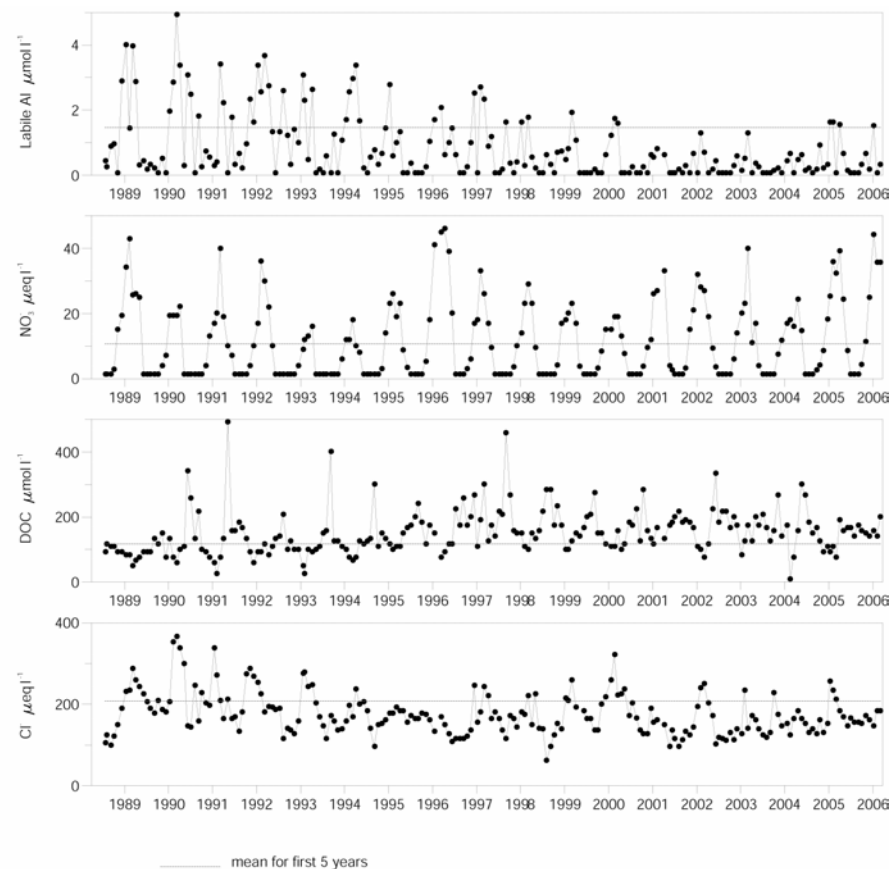 Labile Al μmol l⁻¹
4
2
0
1989 1990 1991 1992 1993 1994 1995 1996 1997 1998 1999 2000 2001 2002 2003 2004 2005 2006
NO₃ μeq l⁻¹
40
20
0
1989 1990 1991 1992 1993 1994 1995 1996 1997 1998 1999 2000 2001 2002 2003 2004 2005 2006
DOC μmol l⁻¹
400
200
0
1989 1990 1991 1992 1993 1994 1995 1996 1997 1998 1999 2000 2001 2002 2003 2004 2005 2006
Cl μeq l⁻¹
400
200
0
1989 1990 1991 1992 1993 1994 1995 1996 1997 1998 1999 2000 2001 2002 2003 2004 2005 2006
mean for first 5 years